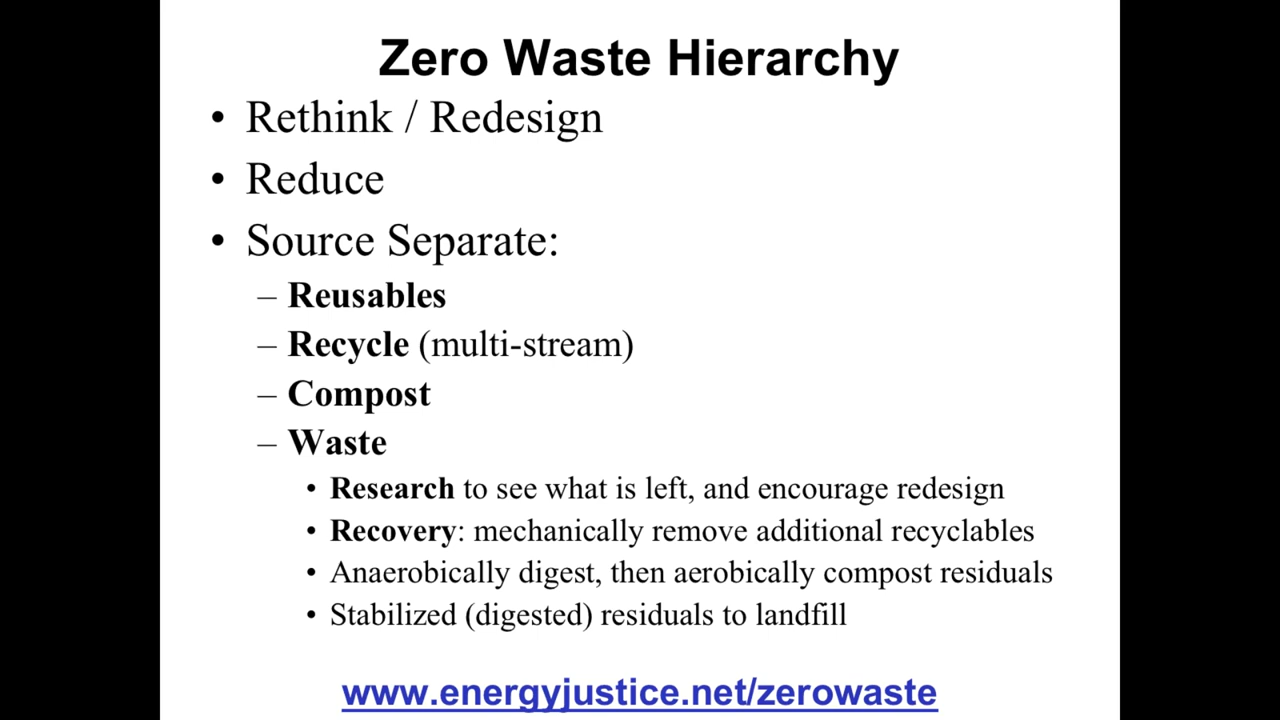 Zero Waste Hierarchy
• Rethink / Redesign
• Reduce
• Source Separate:
– Reusables
– Recycle (multi-stream)
– Compost
– Waste
• Research to see what is left, and encourage redesign
• Recovery: mechanically remove additional recyclables
• Anaerobically digest, then aerobically compost residuals
• Stabilized (digested) residuals to landfill
www.energyjustice.net/zerowaste